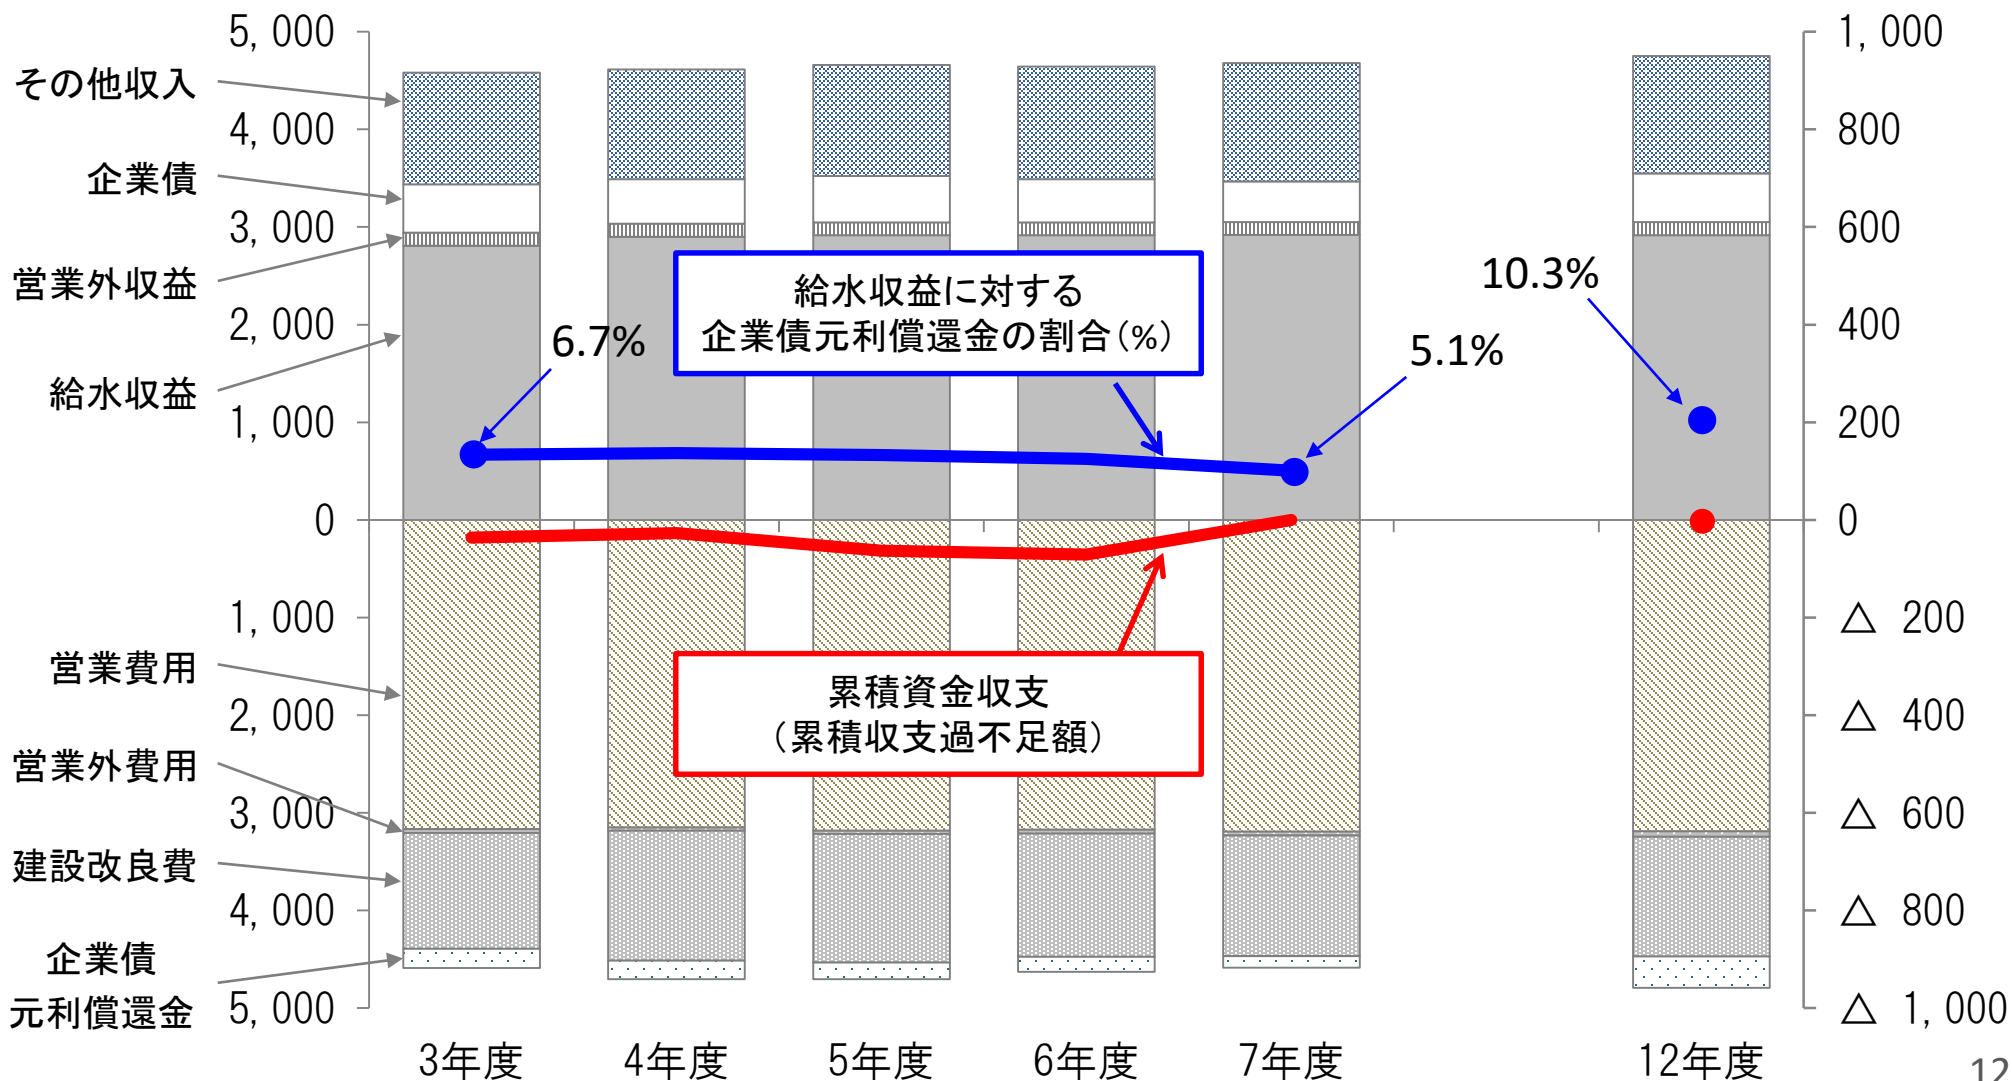 5,000
4,000
3,000
2,000
1,000
0
1,000
2,000
3,000
4,000
5,000
その他収入
企業債
営業外収益
給水収益
営業費用
営業外費用
建設改良費
企業債
元利償還金
給水収益に対する
企業債元利償還金の割合(%)
累積資金収支
(累積収支過不足額)
6.7%
5.1%
10.3%
1,000
800
600
400
200
0
△ 200
△ 400
△ 600
△ 800
△ 1,000
3年度
4年度
5年度
6年度
7年度
12年度
12